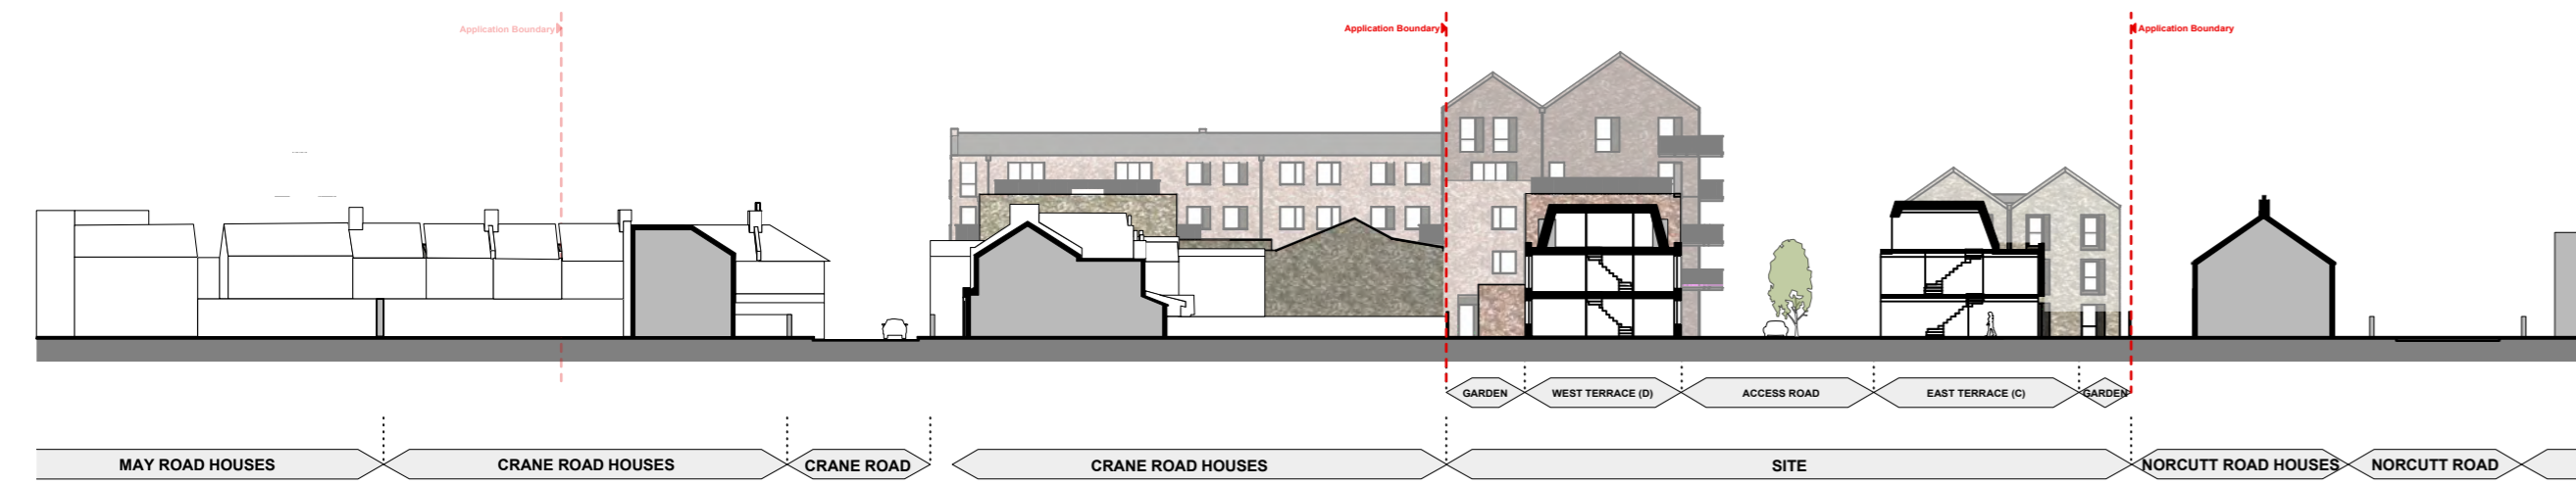 Application Boundary
Application Boundary
Application Boundary
GARDEN
WEST TERRACE (D)
ACCESS ROAD
EAST TERRACE (C)
GARDEN
MAY ROAD HOUSES
CRANE ROAD HOUSES
CRANE ROAD
CRANE ROAD HOUSES
SITE
NORCUTT ROAD HOUSES
NORCUTT ROAD